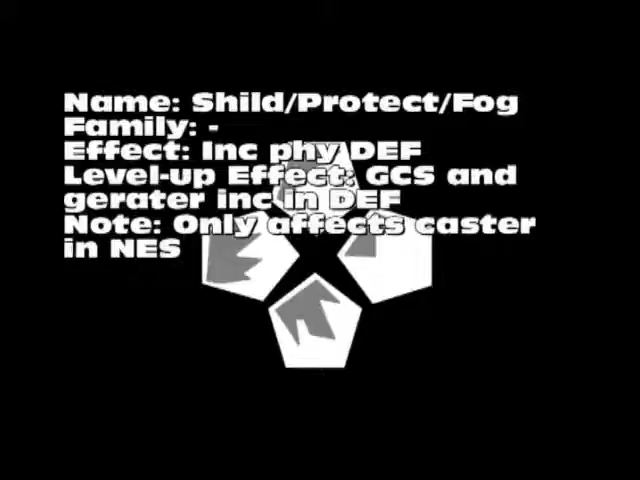 Name: Shild/Protect/Fog
Family: -
Effect: Inc phy DEF
Level-up Effect: GCS and
gerater inc in DEF
Note: Only affects caster
in NES